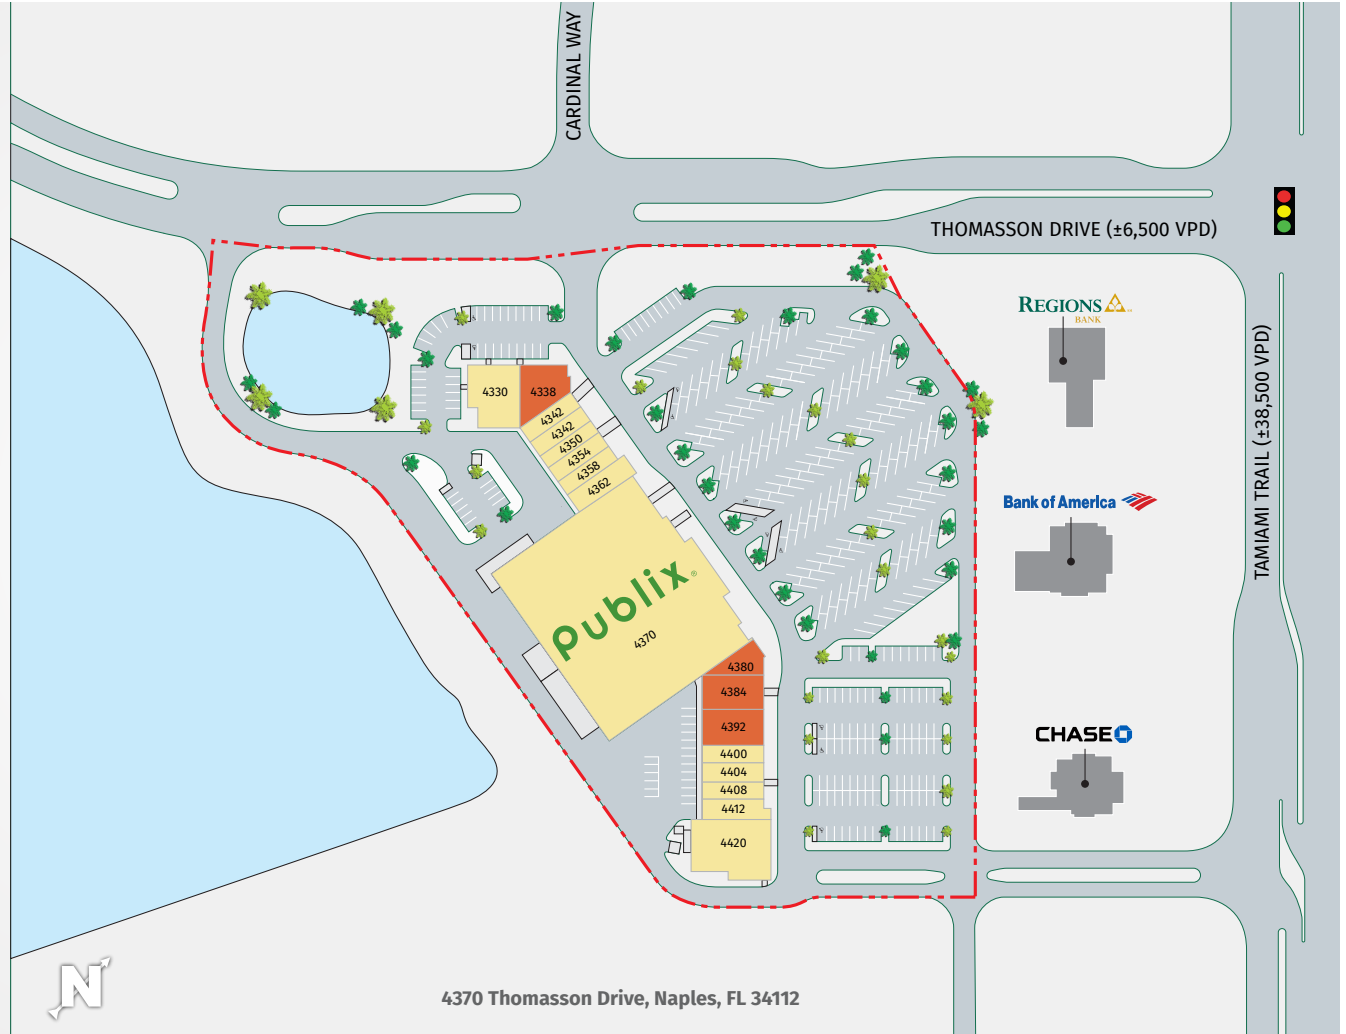 CARDINAL WAY
THOMASSON DRIVE (±6,500 VPD)
REGIONS
BANK
TAMIAMI TRAIL (±38,500 VPD)
4330
4338
4342
4342
4350
4354
4358
4362
Bank of America
publix®
4370
4380
4384
4392
CHASE
4400
4404
4408
4412
4420
N
4370 Thomasson Drive, Naples, FL 34112